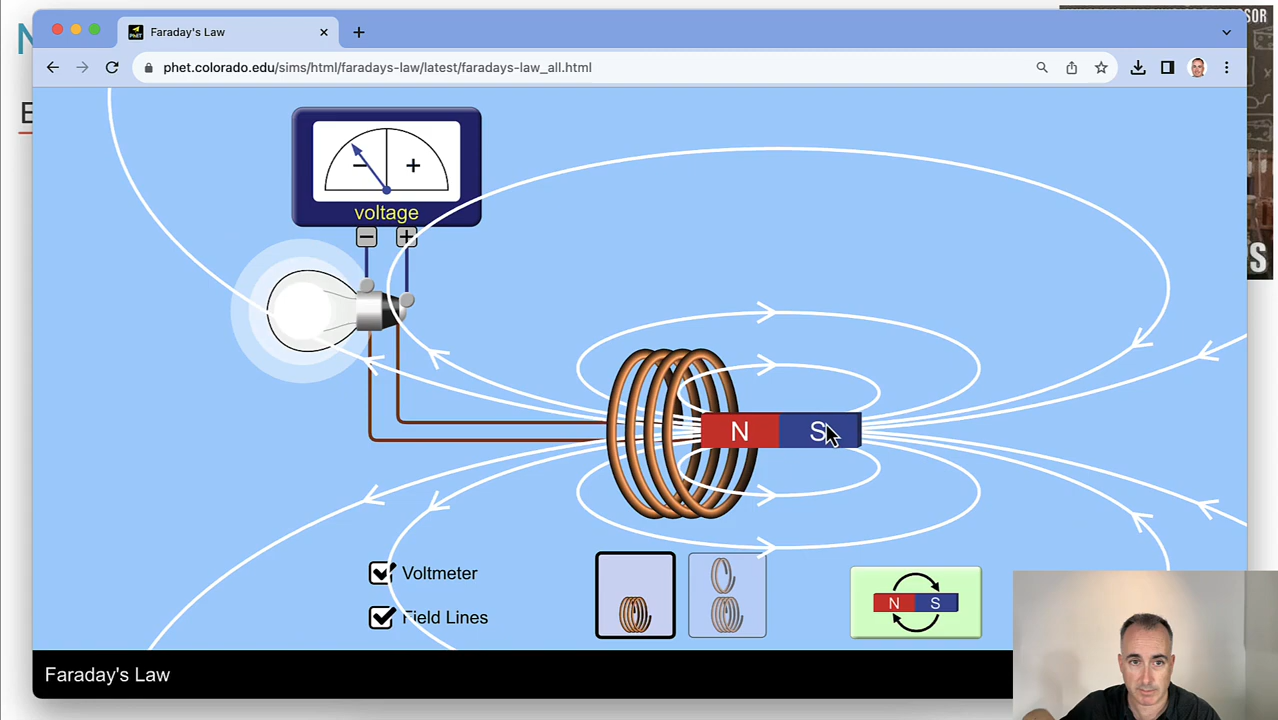 Faraday's Law
phet.colorado.edu/sims/html/faradays-law/latest/faradays-law_all.html
N
E
SOR
S
− +
voltage
− +
N S
Voltmeter
Field Lines
N S
Faraday's Law